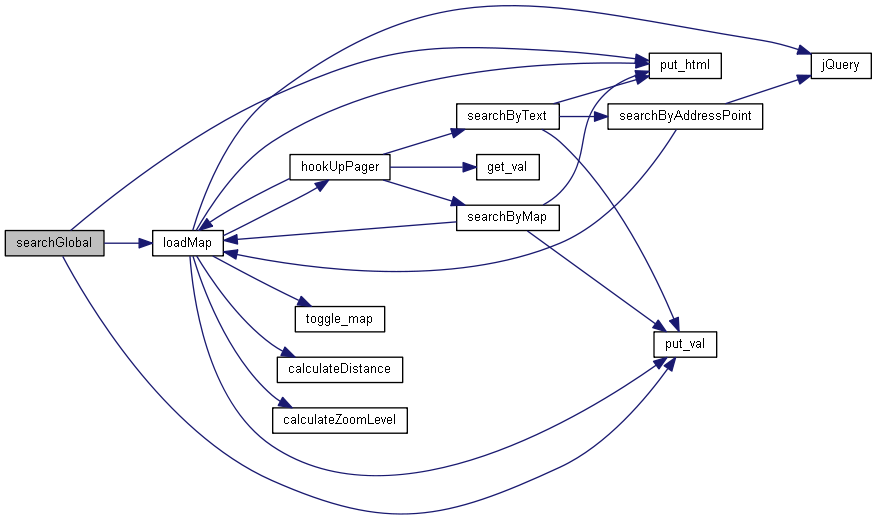 put_html
jQuery
searchByText
searchByAddressPoint
hookUpPager
get_val
searchByMap
searchGlobal
loadMap
toggle_map
put_val
calculateDistance
calculateZoomLevel